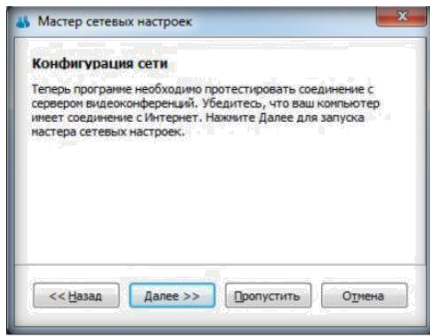 Мастер сетевых настроек
Конфигурация сети
Теперь программе необходимо протестировать соединение с
сервером видеоконференций. Убедитесь, что ваш компьютер
имеет соединение с Интернет. Нажмите Далее для запуска
мастера сетевых настроек.
<< Назад Далее >> Пропустить Отмена